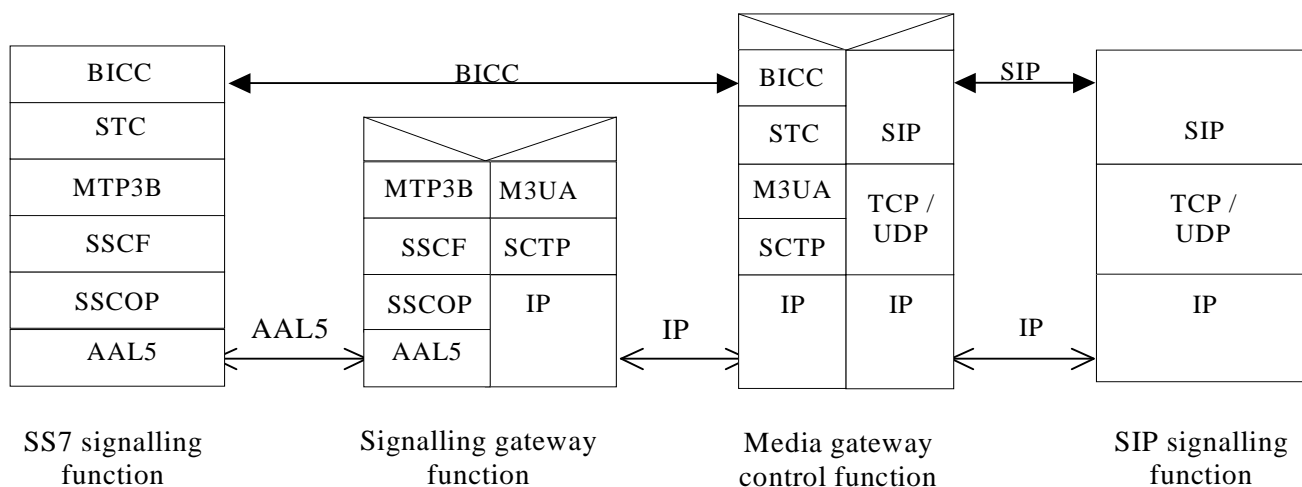 BICC
STC
MTP3B
SSCF
SSCOP
AAL5
BICC
AAL5
MTP3B
M3UA
SSCF
SCTP
SSCOP
IP
AAL5
IP
BICC
STC
M3UA
SCTP
IP
SIP
TCP /
UDP
IP
SIP
IP
SIP
TCP /
UDP
IP
SS7 signalling
function
Signalling gateway
function
Media gateway
control function
SIP signalling
function